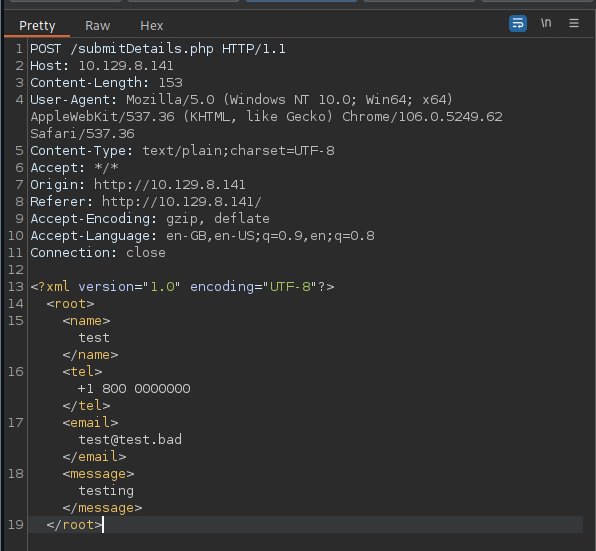 Pretty Raw Hex \n
1 POST /submitDetails.php HTTP/1.1
2 Host: 10.129.8.141
3 Content-Length: 153
4 User-Agent: Mozilla/5.0 (Windows NT 10.0; Win64; x64)
AppleWebKit/537.36 (KHTML, like Gecko) Chrome/106.0.5249.62
Safari/537.36
5 Content-Type: text/plain;charset=UTF-8
6 Accept: */*
7 Origin: http://10.129.8.141
8 Referer: http://10.129.8.141/
9 Accept-Encoding: gzip, deflate
10 Accept-Language: en-GB,en-US;q=0.9,en;q=0.8
11 Connection: close
12
13 <?xml version="1.0" encoding="UTF-8"?>
14 <root>
15 <name>
test
</name>
16 <tel>
+1 800 0000000
</tel>
17 <email>
test@test.bad
</email>
18 <message>
testing
</message>
19 </root>